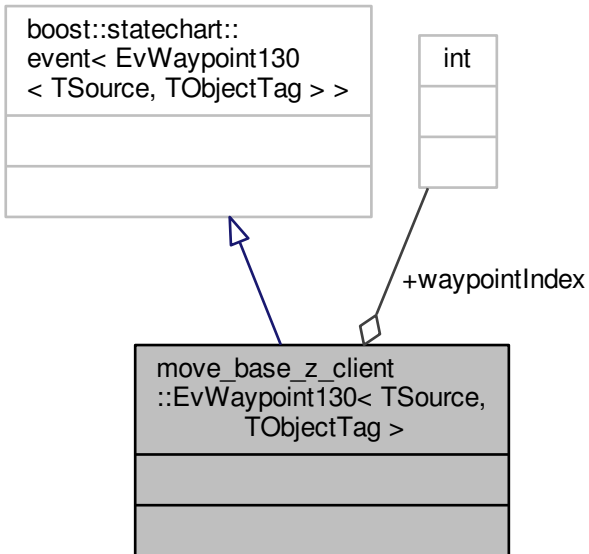 boost::statechart::
event< EvWaypoint130
< TSource, TObjectTag > >
int
+waypointIndex
move_base_z_client
::EvWaypoint130< TSource,
TObjectTag >